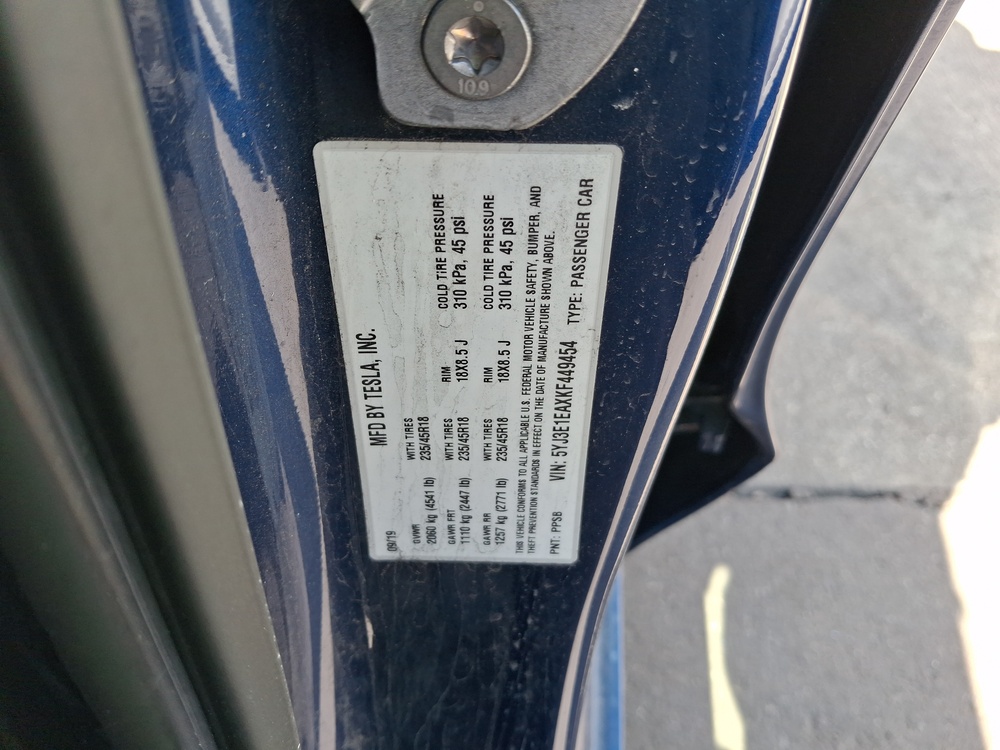 10.9
MFD BY TESLA, INC.
09/19
GVWR WITH TIRES
2060 kg (4541 lb) 235/45R18
GAWR FRT WITH TIRES RIM COLD TIRE PRESSURE
1110 kg (2447 lb) 235/45R18 18X8.5 J 310 kPa, 45 psi
GAWR RR WITH TIRES RIM COLD TIRE PRESSURE
1257 kg (2771 lb) 235/45R18 18X8.5 J 310 kPa, 45 psi
THIS VEHICLE CONFORMS TO ALL APPLICABLE U.S. FEDERAL MOTOR VEHICLE SAFETY, BUMPER, AND
THEFT PREVENTION STANDARDS IN EFFECT ON THE DATE OF MANUFACTURE SHOWN ABOVE.
PNT: PPSB VIN: 5YJ3E1EAXKF449454 TYPE: PASSENGER CAR